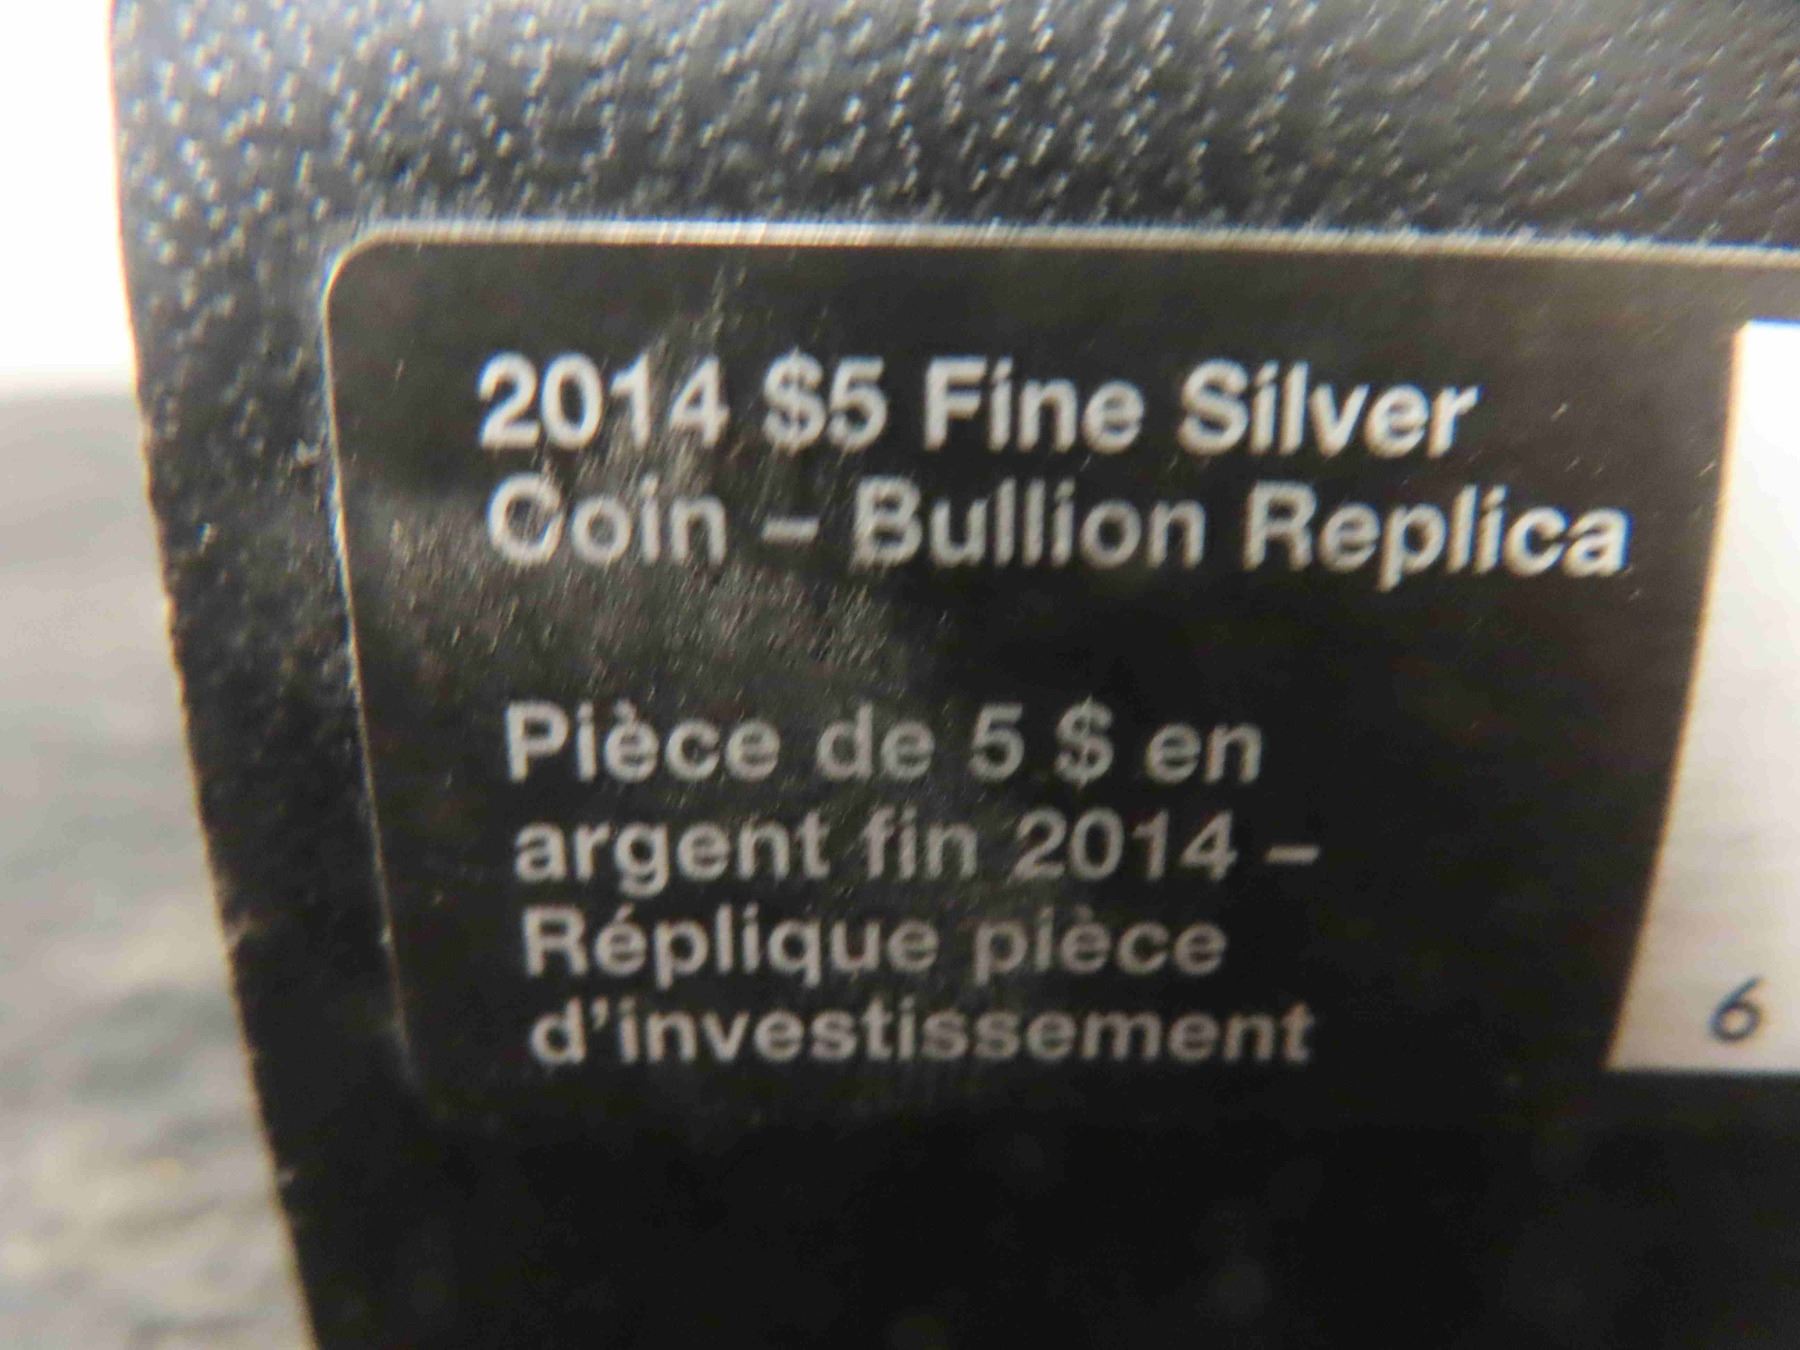 2014 $5 Fine Silver
Coin – Bullion Replica
Pièce de 5 $ en
argent fin 2014 –
Réplique pièce
d'investissement
6